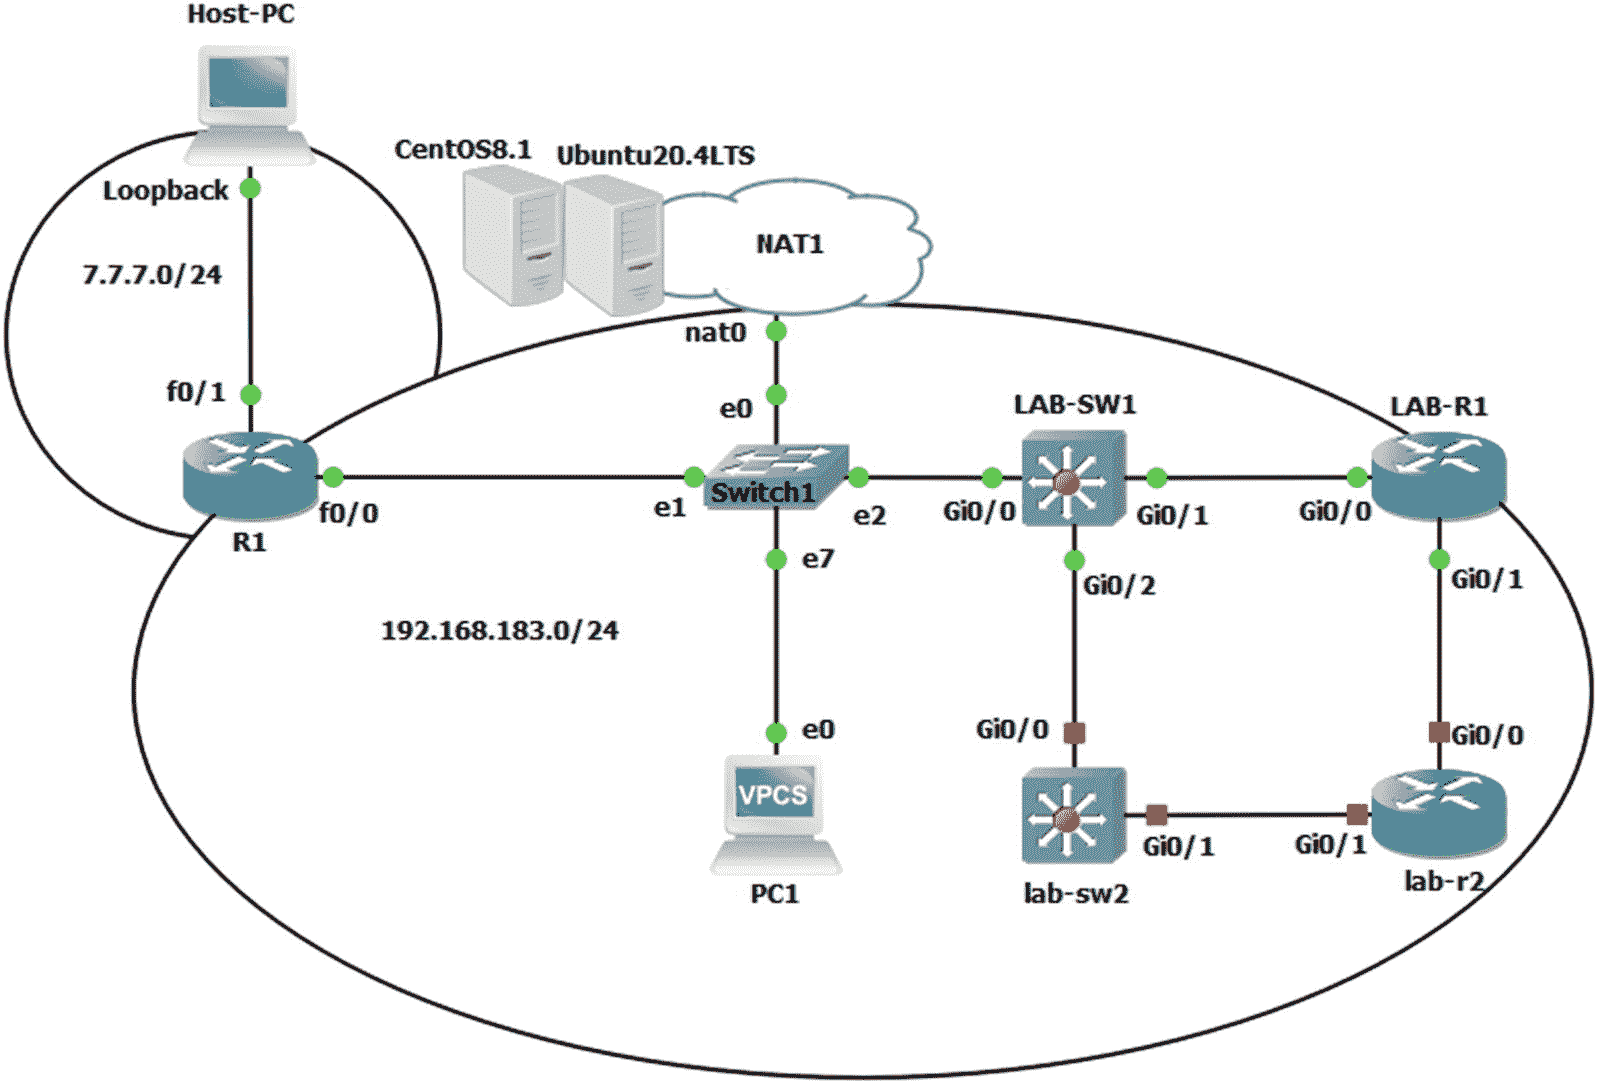 Host-PC
CentOS8.1
Ubuntu20.4LTS
Loopback
NAT1
7.7.7.0/24
nat0
f0/1
e0
LAB-SW1
LAB-R1
Switch1
f0/0
e1
e2
Gi0/0
Gi0/1
Gi0/0
R1
e7
Gi0/2
Gi0/1
192.168.183.0/24
e0
Gi0/0
Gi0/0
VPCS
Gi0/1
Gi0/1
PC1
lab-sw2
lab-r2